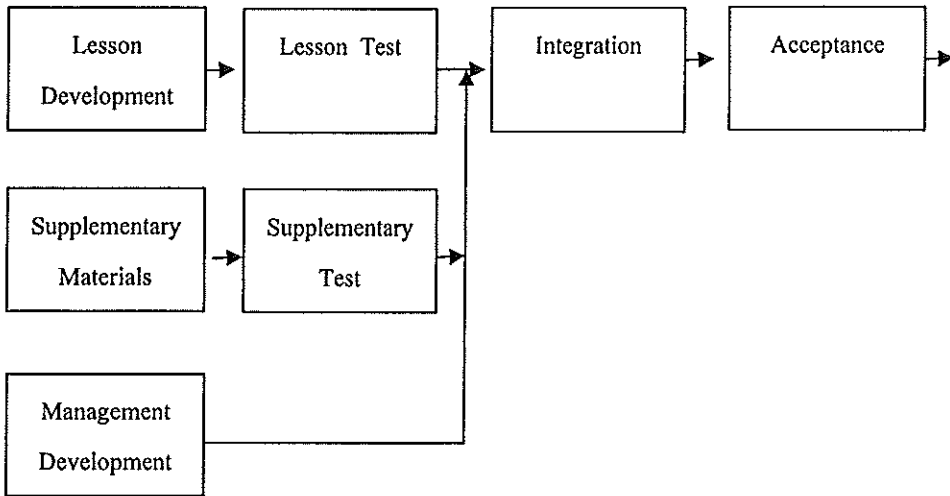 Lesson
Development
Lesson Test
Integration
Acceptance
Supplementary
Materials
Supplementary
Test
Management
Development